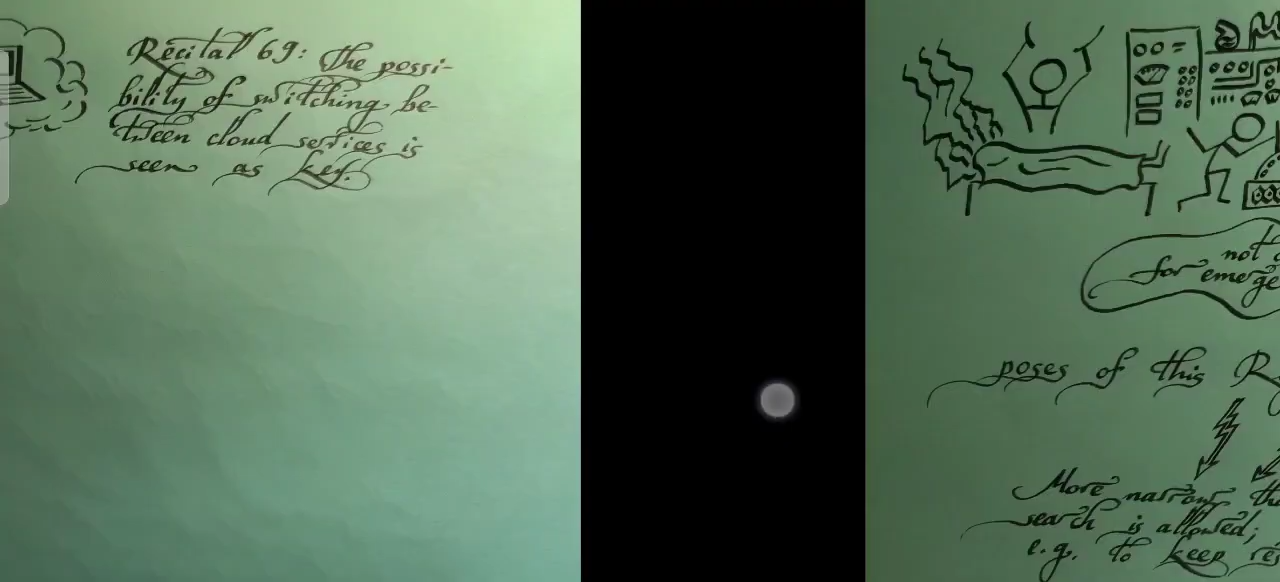 Recital 69: The possi-
bility of switching be-
tween cloud services is
seen as key.
not
for emerge
poses of this R
More narrow
search is allowed;
e.g. to keep